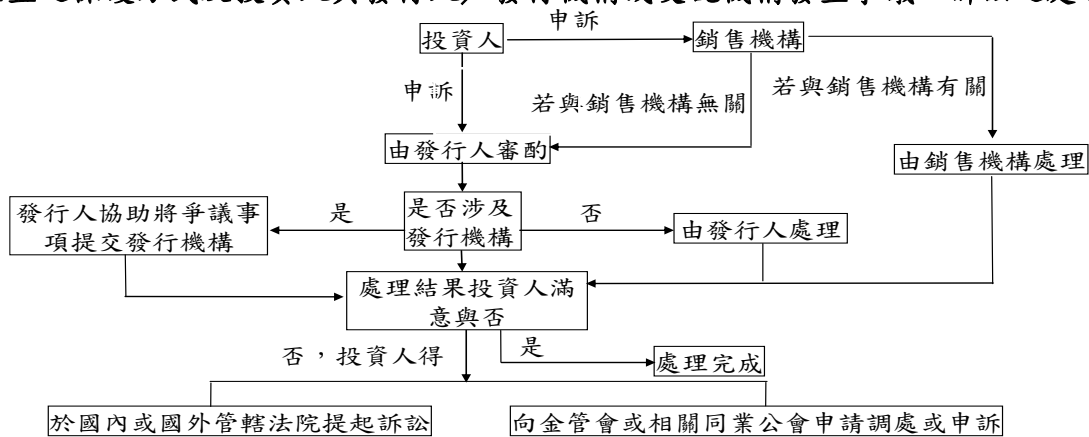 投資人
申訴
銷售機構
申訴
若與銷售機構無關
若與銷售機構有關
由發行人審酌
由銷售機構處理
發行人協助將爭議事
項提交發行機構
是
是否涉及
發行機構
否
由發行人處理
處理結果投資人滿
意與否
否，投資人得
是
處理完成
於國內或國外管轄法院提起訴訟
向金管會或相關同業公會申請調處或申訴